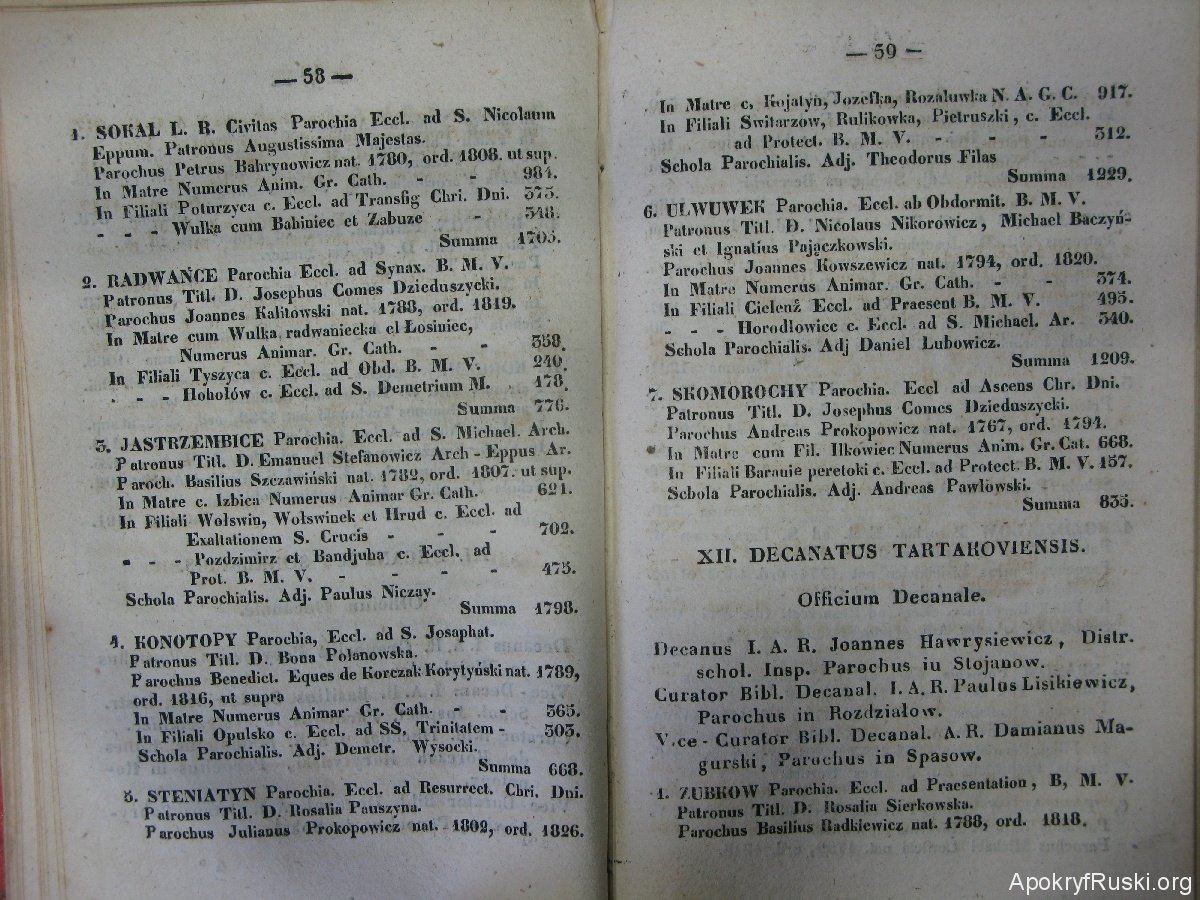 — 58 —
1. SOKAL L. R. Civitas Parochia Eccl. ad S. Nicolaum
Eppum. Patronus Augustissima Majestas.
Parochus Petrus Bahrynowicz nat. 1780, ord. 1808. ut sup.
In Matre Numerus Anim. Gr. Cath. - - 984.
In Filiali Poturzyca c. Eccl. ad Transfig Chri. Dni. 373.
- - - Wulka cum Babiniec et Zabuze - 348.
Summa 1705.
2. RADWAŃCE Parochia Eccl. ad Synax. B. M. V.
Patronus Titl. D. Josephus Comes Dzieduszycki.
Parochus Joannes Kalitowski nat. 1788, ord. 1819.
In Matre cum Wulka radwaniecka el Łosiniec,
Numerus Animar. Gr. Cath. - - 358.
In Filiali Tyszyca c. Eccl. ad Obd. B. M. V. 240.
- - - Hohołów c. Eccl. ad S. Demetrium M. 178.
Summa 776.
3. JASTRZEMBICE Parochia. Eccl. ad S. Michael. Arch.
Patronus Titl. D. Emanuel Stefanowicz Arch - Eppus Ar.
Paroch. Basilius Szczawiński nat. 1782, ord. 1807. ut sup.
In Matre c. Izbica Numerus Animar Gr. Cath. 621.
In Filiali Wolswin, Wolswinek et Hrud c. Eccl. ad
Exaltationem S. Crucis - - - 702.
- - - Pozdzimirz et Bandjuha c. Eccl. ad
Prot. B. M. V. - - - - 475.
Schola Parochialis. Adj. Paulus Niczay.
Summa 1798.
4. KONOTOPY Parochia, Eccl. ad S. Josaphat.
Patronus Titl. D. Bona Polanowska.
Parochus Benedict. Eques de Korczak Korytyński nat. 1789,
ord. 1816, ut supra
In Matre Numerus Animar Gr. Cath. - - 365.
In Filiali Opulsko c. Eccl. ad SS. Trinitatem - 303.
Schola Parochialis. Adj. Demetr. Wysocki.
Summa 668.
5. STENIATYN Parochia. Eccl. ad Resurrect. Chri. Dni.
Patronus Titl. D. Rosalia Pauszyna.
Parochus Julianus Prokopowicz nat. 1802, ord. 1826.
— 59 —
In Matre c. Kojatyn, Jozefka, Rozaluwka N. A. G. C. 917.
In Filiali Switarzow, Rulikowka, Pietruszki, c. Eccl.
ad Protect. B. M. V. - - - 312.
Schola Parochialis. Adj. Theodorus Filas
Summa 1229.
6. ULWUWEK Parochia. Eccl. ab Obdormit. B. M. V.
Patronus Titl. D. Nicolaus Nikorowicz, Michael Baczyń-
ski et Ignatius Pajączkowski.
Parochus Joannes Kowszewicz nat. 1794, ord. 1820.
In Matre Numerus Animar. Gr. Cath. - - 374.
In Filiali Cielenż Eccl. ad Praesent B. M. V. 495.
- - - Horodlowice c. Eccl. ad S. Michael. Ar. 340.
Schola Parochialis. Adj Daniel Lubowicz.
Summa 1209.
7. SKOMOROCHY Parochia. Eccl ad Ascens Chr. Dni.
Patronus Titl. D. Josephus Comes Dzieduszycki.
Parochus Andreas Prokopowicz nat. 1767, ord. 1794.
In Matre cum Fil. Ilkowiec Numerus Anim. Gr. Cat. 668.
In Filiali Baranie peretoki c. Eccl. ad Protect. B. M. V. 157.
Schola Parochialis. Adj. Andreas Pawlowski.
Summa 835.
XII. DECANATUS TARTAKOVIENSIS.
Officium Decanale.
Decanus I. A. R. Joannes Hawrysiewicz, Distr.
schol. Insp. Parochus iu Stojanow.
Curator Bibl. Decanal. I. A. R. Paulus Lisikiewicz,
Parochus in Rozdziałow.
Vice - Curator Bibl. Decanal. A. R. Damianus Ma-
gurski, Parochus in Spasow.
1. ZUBKOW Parochia. Eccl. ad Praesentation, B, M. V.
Patronus Titl. D. Rosalia Sierkowska.
Parochus Basilius Radkiewicz nat. 1788, ord. 1818.
ApokryfRuski.org